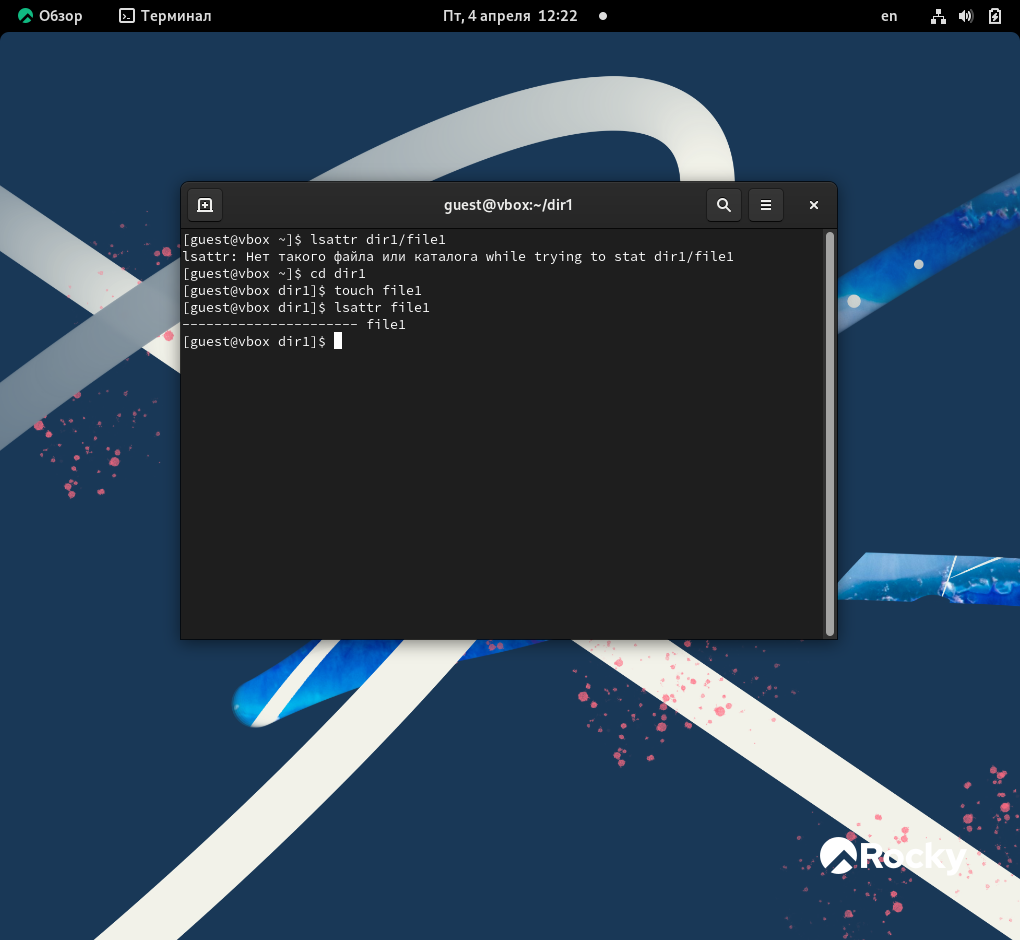 Обзор Терминал Пт, 4 апреля 12:22 en
guest@vbox:~/dir1
[guest@vbox ~]$ lsattr dir1/file1
lsattr: Нет такого файла или каталога while trying to stat dir1/file1
[guest@vbox ~]$ cd dir1
[guest@vbox dir1]$ touch file1
[guest@vbox dir1]$ lsattr file1
---------------------- file1
[guest@vbox dir1]$
Rocky